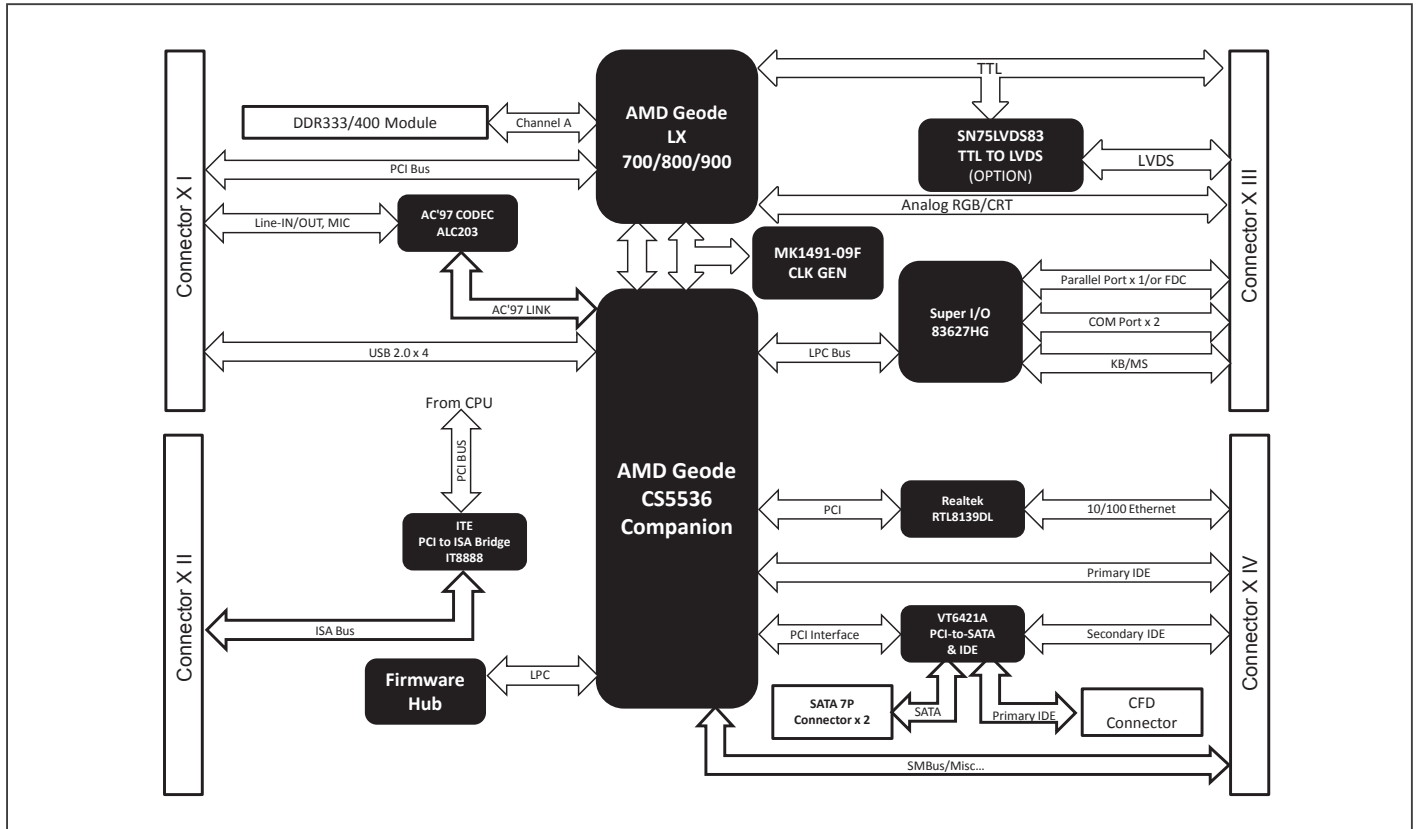 Connector X I
DDR333/400 Module
Channel A
PCI Bus
Line-IN/OUT, MIC
AC'97 CODEC
ALC203
AC'97 LINK
USB 2.0 x 4
AMD Geode
LX
700/800/900
TTL
SN75LVDS83
TTL TO LVDS
(OPTION)
LVDS
Analog RGB/CRT
MK1491-09F
CLK GEN
Super I/O
83627HG
Parallel Port x 1/or FDC
COM Port x 2
KB/MS
LPC Bus
Connector X III
Connector X II
From CPU
PCI BUS
ITE
PCI to ISA Bridge
IT8888
ISA Bus
Firmware
Hub
LPC
AMD Geode
CS5536
Companion
PCI
Realtek
RTL8139DL
10/100 Ethernet
Primary IDE
PCI Interface
VT6421A
PCI-to-SATA
& IDE
Secondary IDE
SATA 7P
Connector x 2
SATA
Primary IDE
CFD
Connector
SMBus/Misc...
Connector X IV